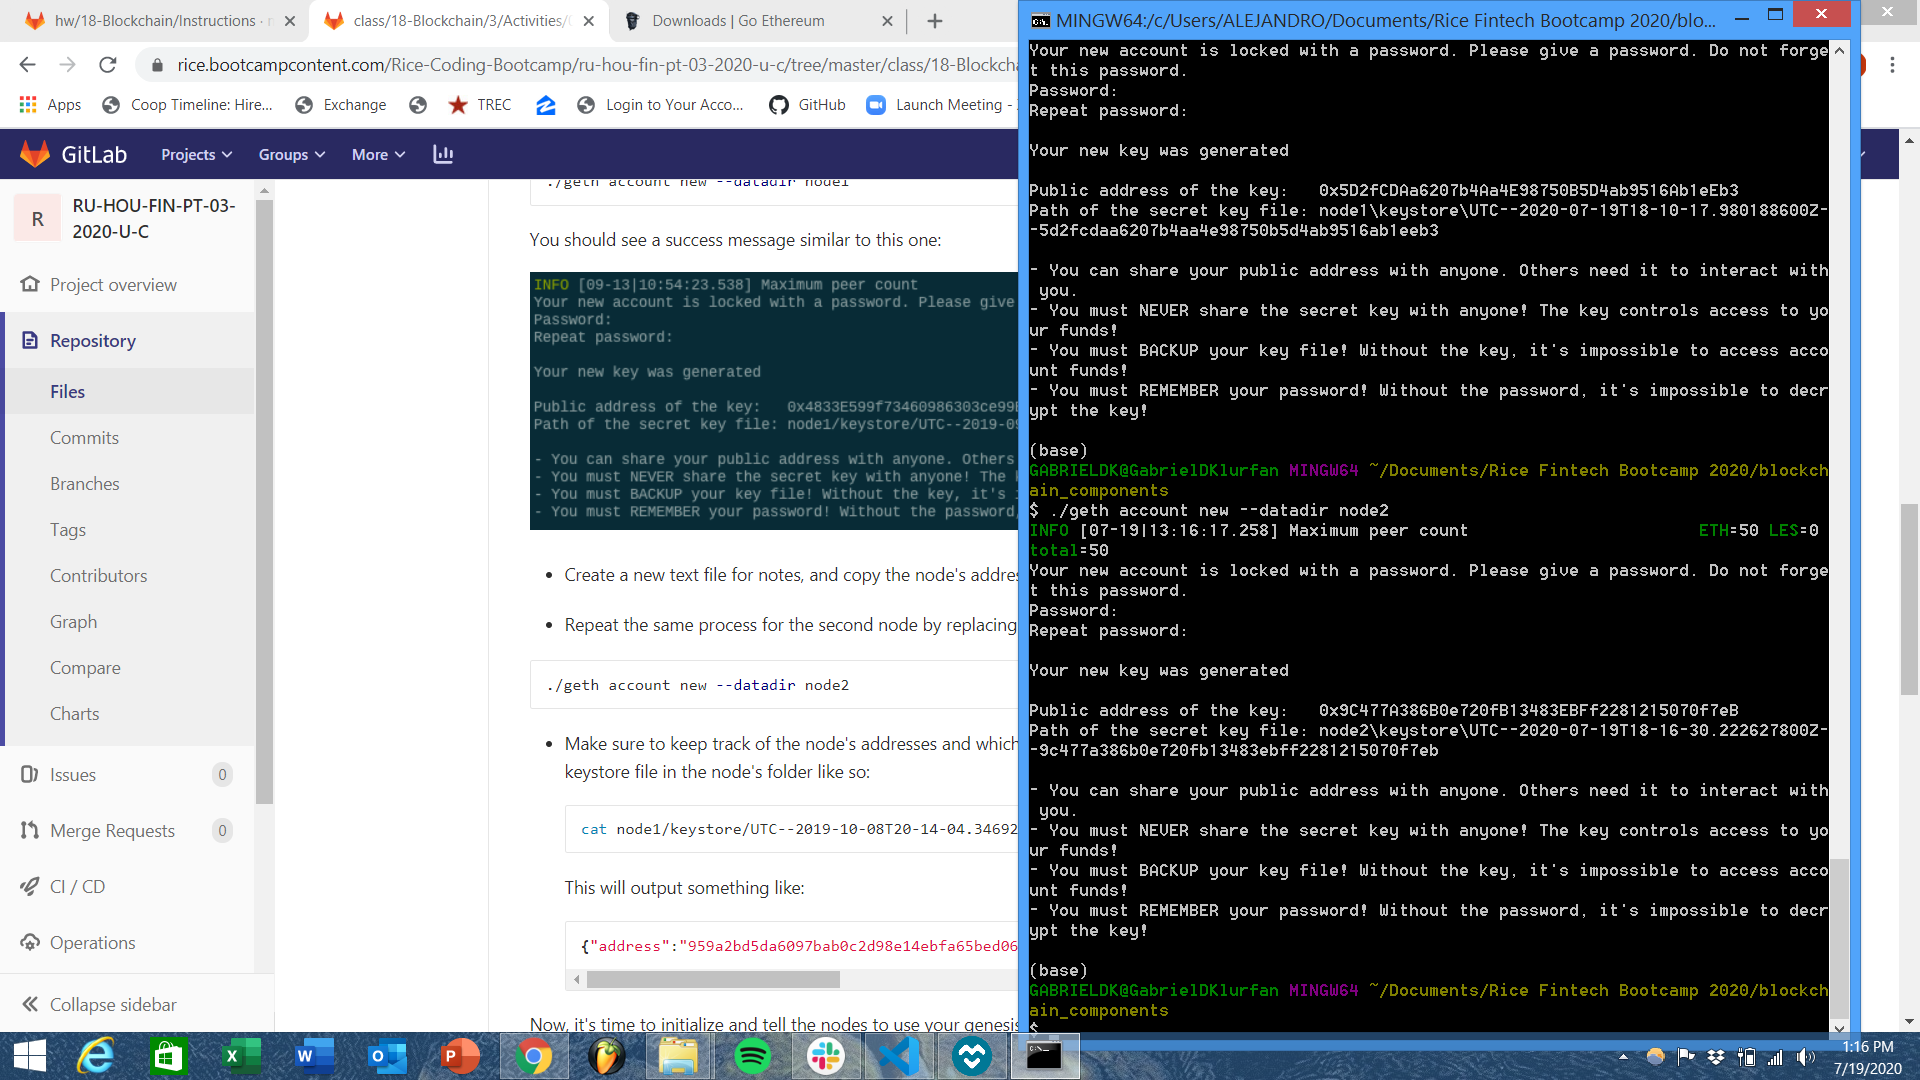 hw/18-Blockchain/Instructions ·
class/18-Blockchain/3/Activities/
Downloads | Go Ethereum
rice.bootcampcontent.com/Rice-Coding-Bootcamp/ru-hou-fin-pt-03-2020-u-c/tree/master/class/18-Blockcha
Apps
Coop Timeline: Hire...
Exchange
TREC
Login to Your Acco...
GitHub
Launch Meeting -
GitLab
Projects
Groups
More
R
RU-HOU-FIN-PT-03-
2020-U-C
Project overview
Repository
Files
Commits
Branches
Tags
Contributors
Graph
Compare
Charts
Issues 0
Merge Requests 0
CI / CD
Operations
Collapse sidebar
./geth account new --datadir node1
You should see a success message similar to this one:
INFO [09-13|10:54:23.538] Maximum peer count
Your new account is locked with a password. Please give
Password:
Repeat password:
Your new key was generated
Public address of the key: 0x4833E599f73460986303ce99
Path of the secret key file: node1/keystore/UTC--2019-09
- You can share your public address with anyone. Others
- You must NEVER share the secret key with anyone! The
- You must BACKUP your key file! Without the key, it's
- You must REMEMBER your password! Without the password,
• Create a new text file for notes, and copy the node's addre
• Repeat the same process for the second node by replacing
./geth account new --datadir node2
• Make sure to keep track of the node's addresses and which
keystore file in the node's folder like so:
cat node1/keystore/UTC--2019-10-08T20-14-04.34692
This will output something like:
{"address":"959a2bd5da6097bab0c2d98e14ebfa65bed06
Now, it's time to initialize and tell the nodes to use your genesis
MINGW64:/c/Users/ALEJANDRO/Documents/Rice Fintech Bootcamp 2020/blo...
Your new account is locked with a password. Please give a password. Do not forge
t this password.
Password:
Repeat password:
Your new key was generated
Public address of the key:   0x5D2fCDAa6207b4Aa4E98750B5D4ab9516Ab1eEb3
Path of the secret key file: node1\keystore\UTC--2020-07-19T18-10-17.980188600Z-
-5d2fcdaa6207b4aa4e98750b5d4ab9516ab1eeb3
- You can share your public address with anyone. Others need it to interact with
 you.
- You must NEVER share the secret key with anyone! The key controls access to yo
ur funds!
- You must BACKUP your key file! Without the key, it's impossible to access acco
unt funds!
- You must REMEMBER your password! Without the password, it's impossible to decr
ypt the key!
(base)
GABRIELDK@GabrielDKlurfan MINGW64 ~/Documents/Rice Fintech Bootcamp 2020/blockch
ain_components
$ ./geth account new --datadir node2
INFO [07-19|13:16:17.258] Maximum peer count                       ETH=50 LES=0
total=50
Your new account is locked with a password. Please give a password. Do not forge
t this password.
Password:
Repeat password:
Your new key was generated
Public address of the key:   0x9C477A386B0e720fB13483EBFf2281215070f7eB
Path of the secret key file: node2\keystore\UTC--2020-07-19T18-16-30.222627800Z-
-9c477a386b0e720fb13483ebff2281215070f7eb
- You can share your public address with anyone. Others need it to interact with
 you.
- You must NEVER share the secret key with anyone! The key controls access to yo
ur funds!
- You must BACKUP your key file! Without the key, it's impossible to access acco
unt funds!
- You must REMEMBER your password! Without the password, it's impossible to decr
ypt the key!
(base)
GABRIELDK@GabrielDKlurfan MINGW64 ~/Documents/Rice Fintech Bootcamp 2020/blockch
ain_components
$
1:16 PM
7/19/2020